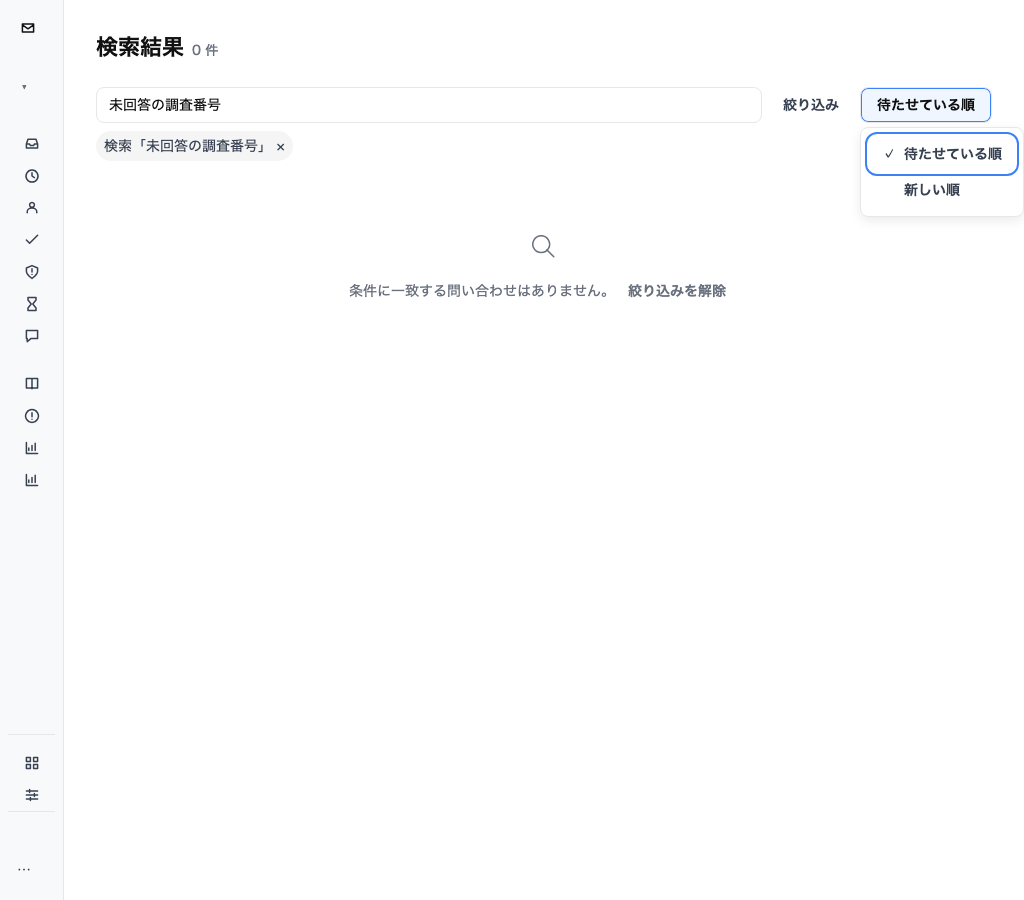 検索結果 0 件
未回答の調査番号
絞り込み
待たせている順
検索「未回答の調査番号」 ×
✓ 待たせている順
新しい順
条件に一致する問い合わせはありません。 絞り込みを解除